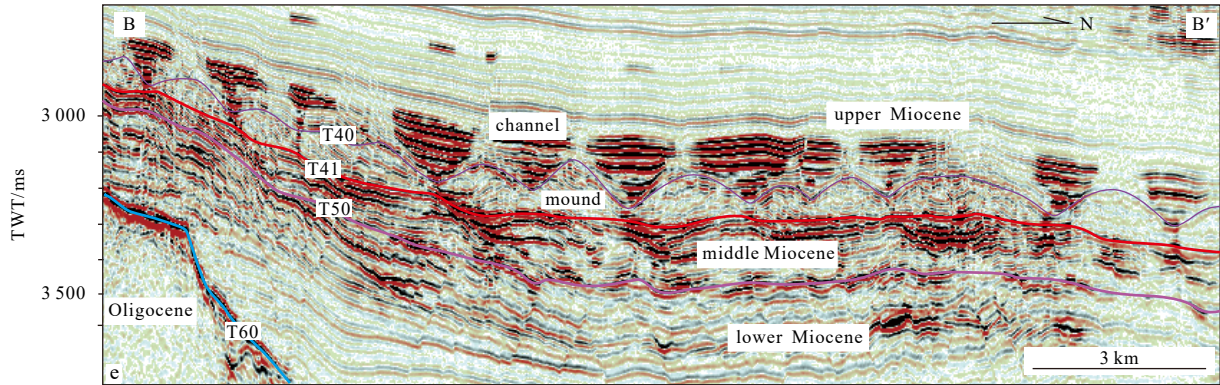 B
N
B′
3 000
T40
channel
upper Miocene
T41
TWT/ms
mound
T50
middle Miocene
3 500
Oligocene
T60
lower Miocene
3 km
e